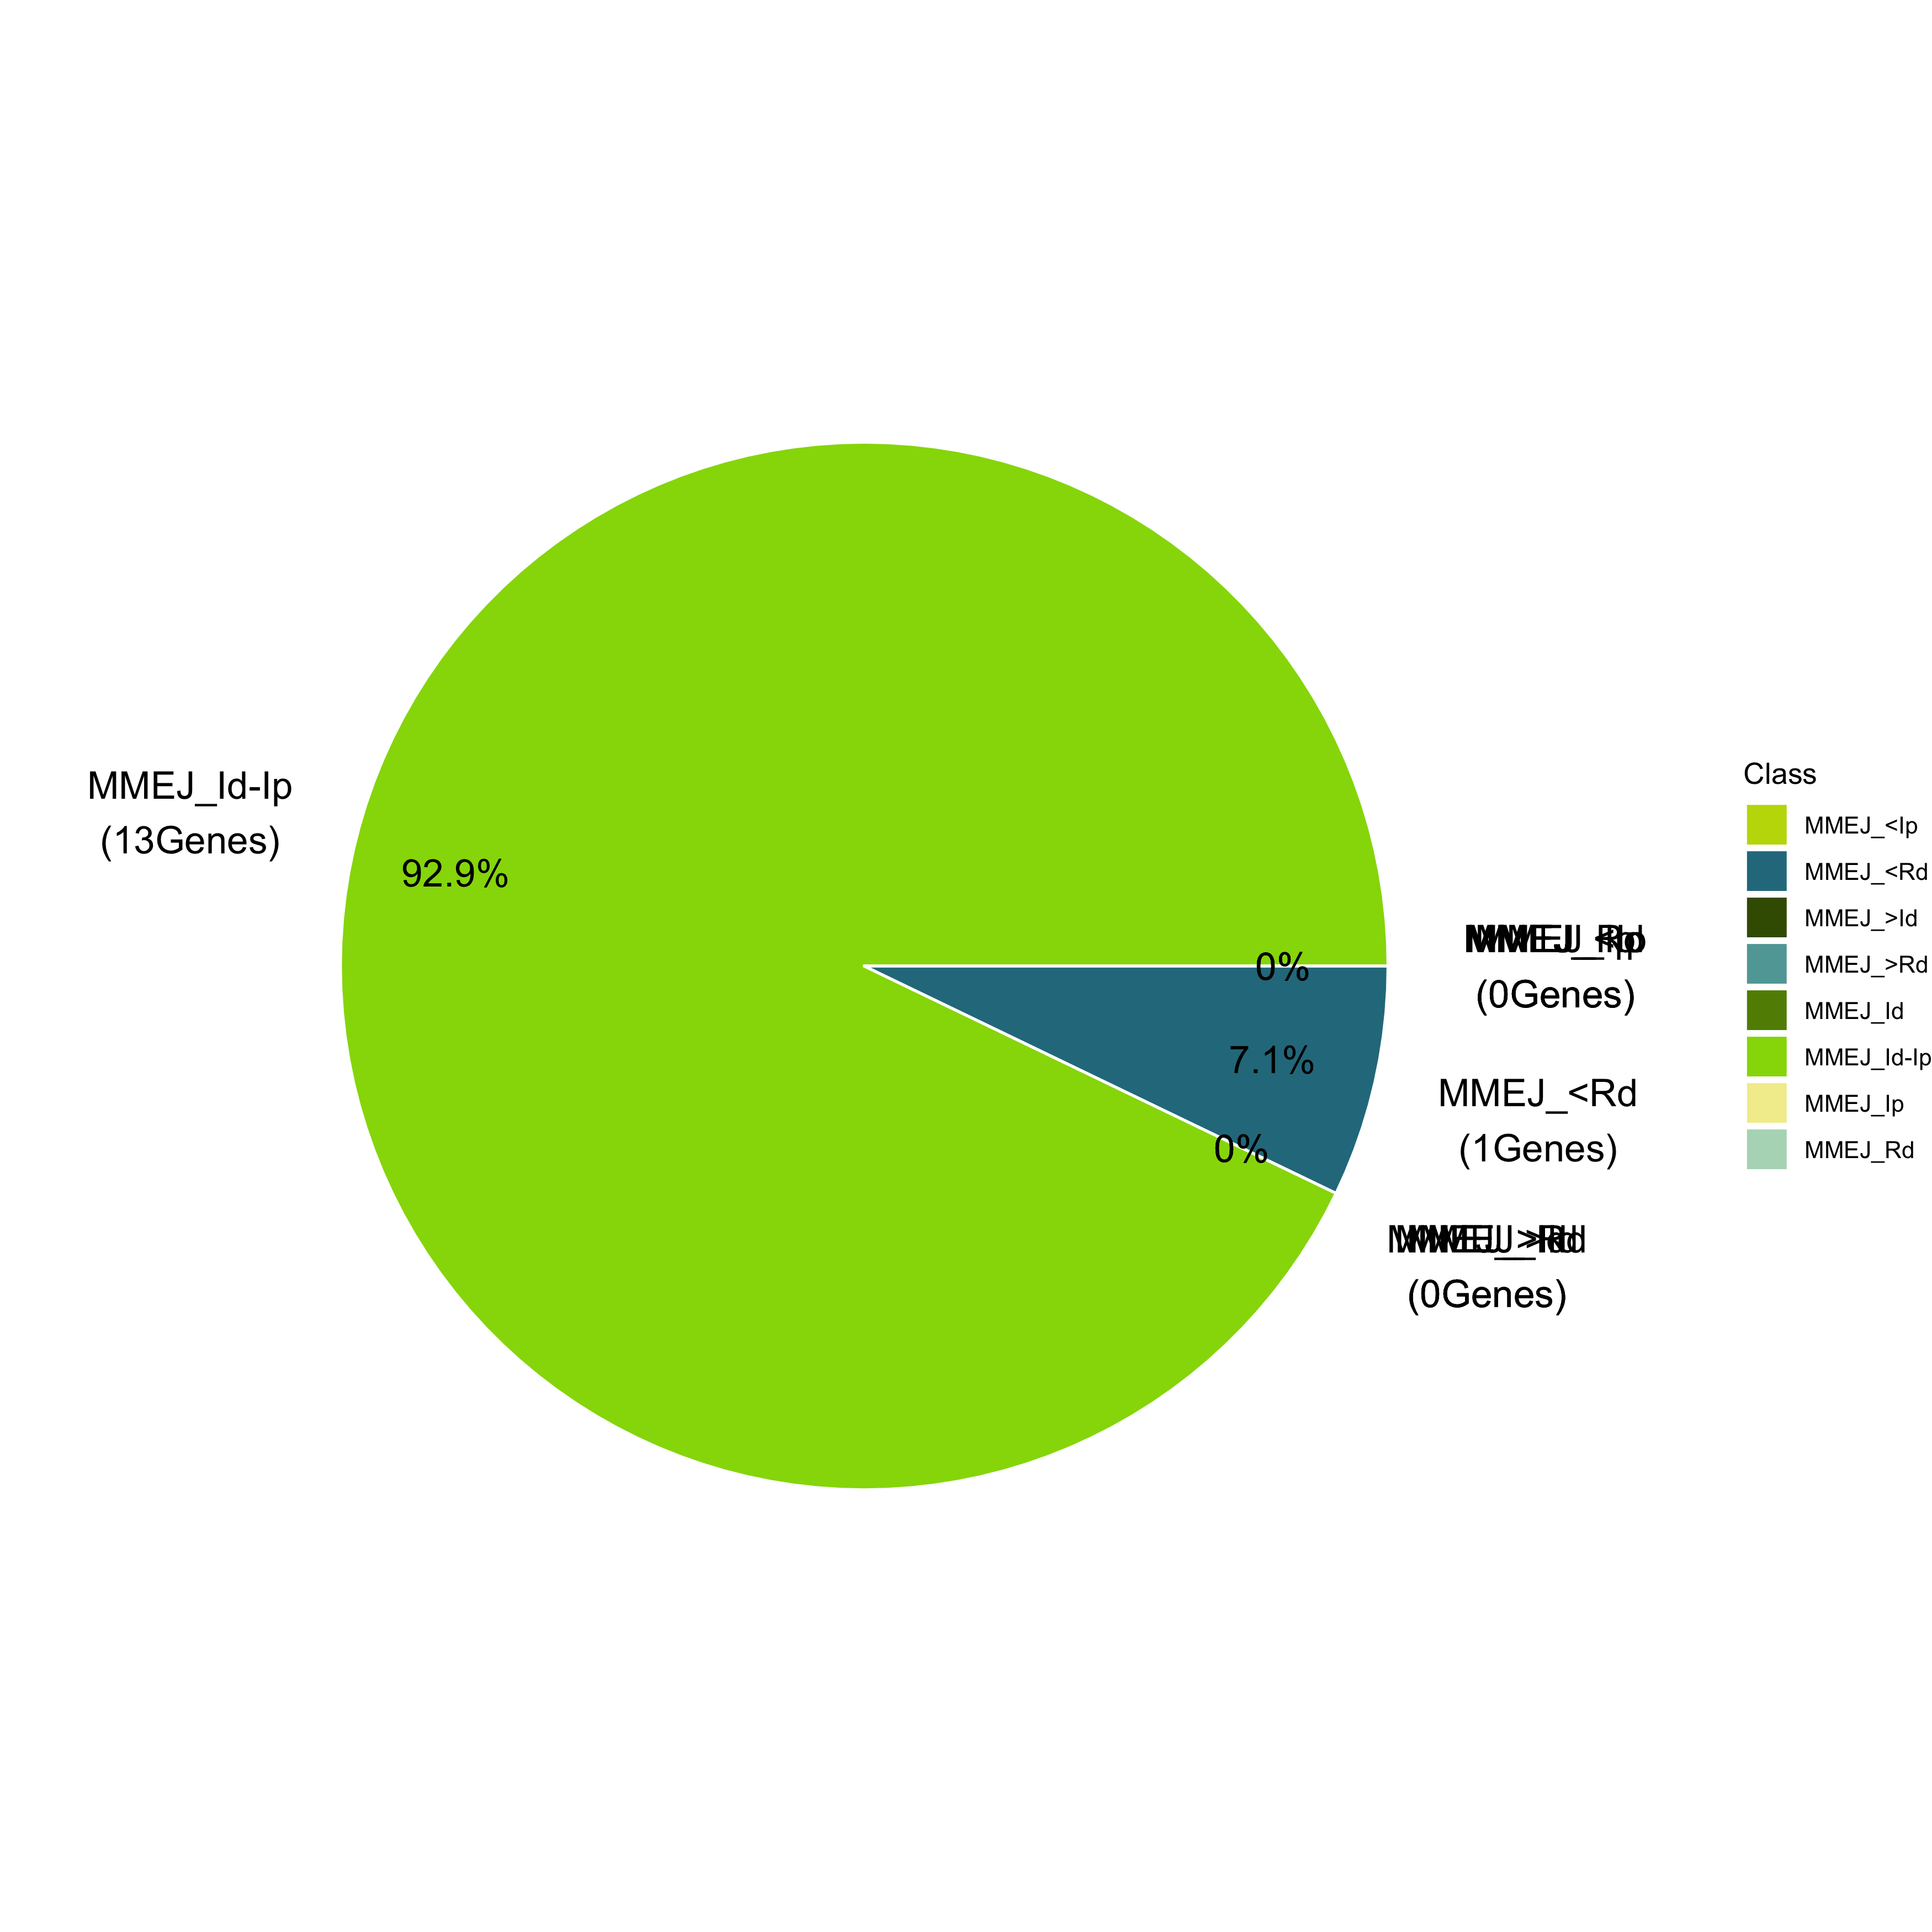 MMEJ_Id-Ip
(13Genes)
92.9%
0%
(0Genes)
7.1%
MMEJ_<Rd
(1Genes)
0%
(0Genes)
Class
MMEJ_<Ip
MMEJ_<Rd
MMEJ_>Id
MMEJ_>Rd
MMEJ_Id
MMEJ_Id-Ip
MMEJ_Ip
MMEJ_Rd